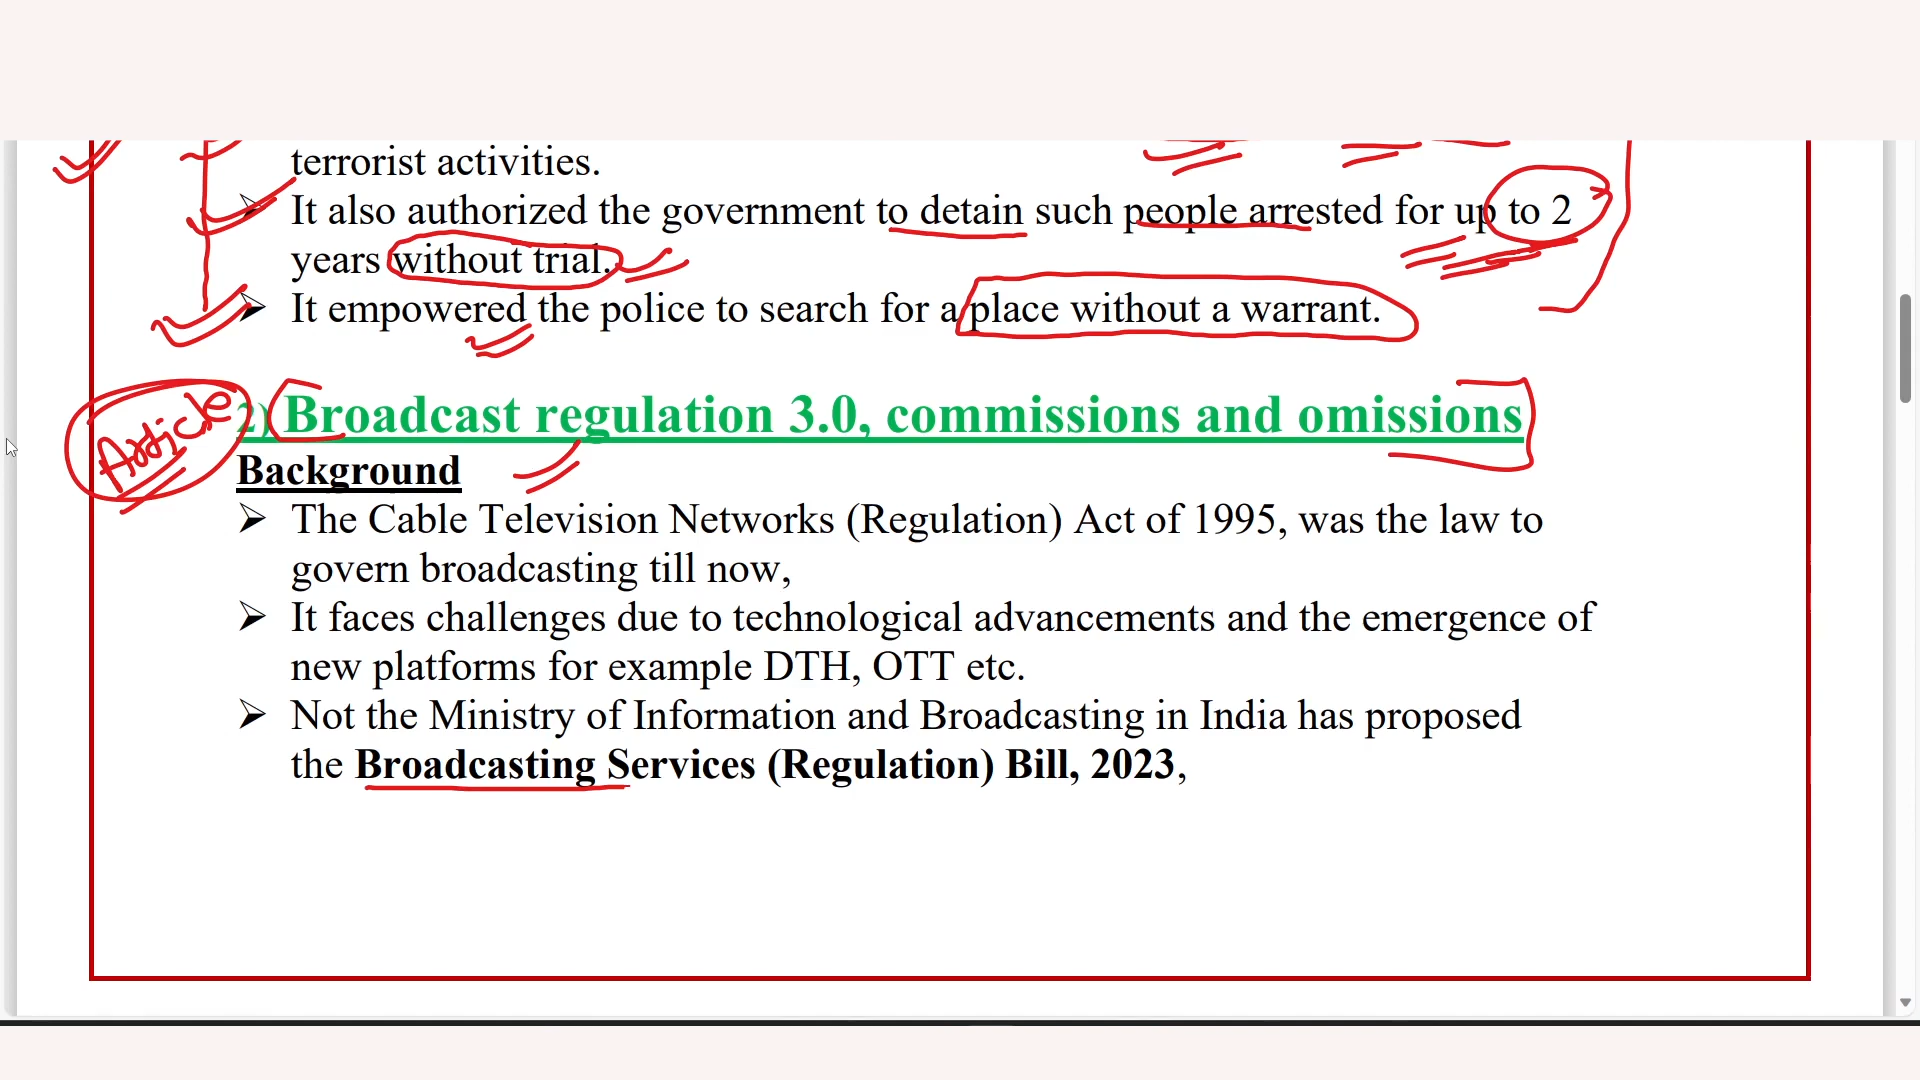 terrorist activities.
➢ It also authorized the government to detain such people arrested for up to 2
years without trial.
➢ It empowered the police to search for a place without a warrant.
Article
2) Broadcast regulation 3.0, commissions and omissions
Background
➢ The Cable Television Networks (Regulation) Act of 1995, was the law to
govern broadcasting till now,
➢ It faces challenges due to technological advancements and the emergence of
new platforms for example DTH, OTT etc.
➢ Not the Ministry of Information and Broadcasting in India has proposed
the Broadcasting Services (Regulation) Bill, 2023,